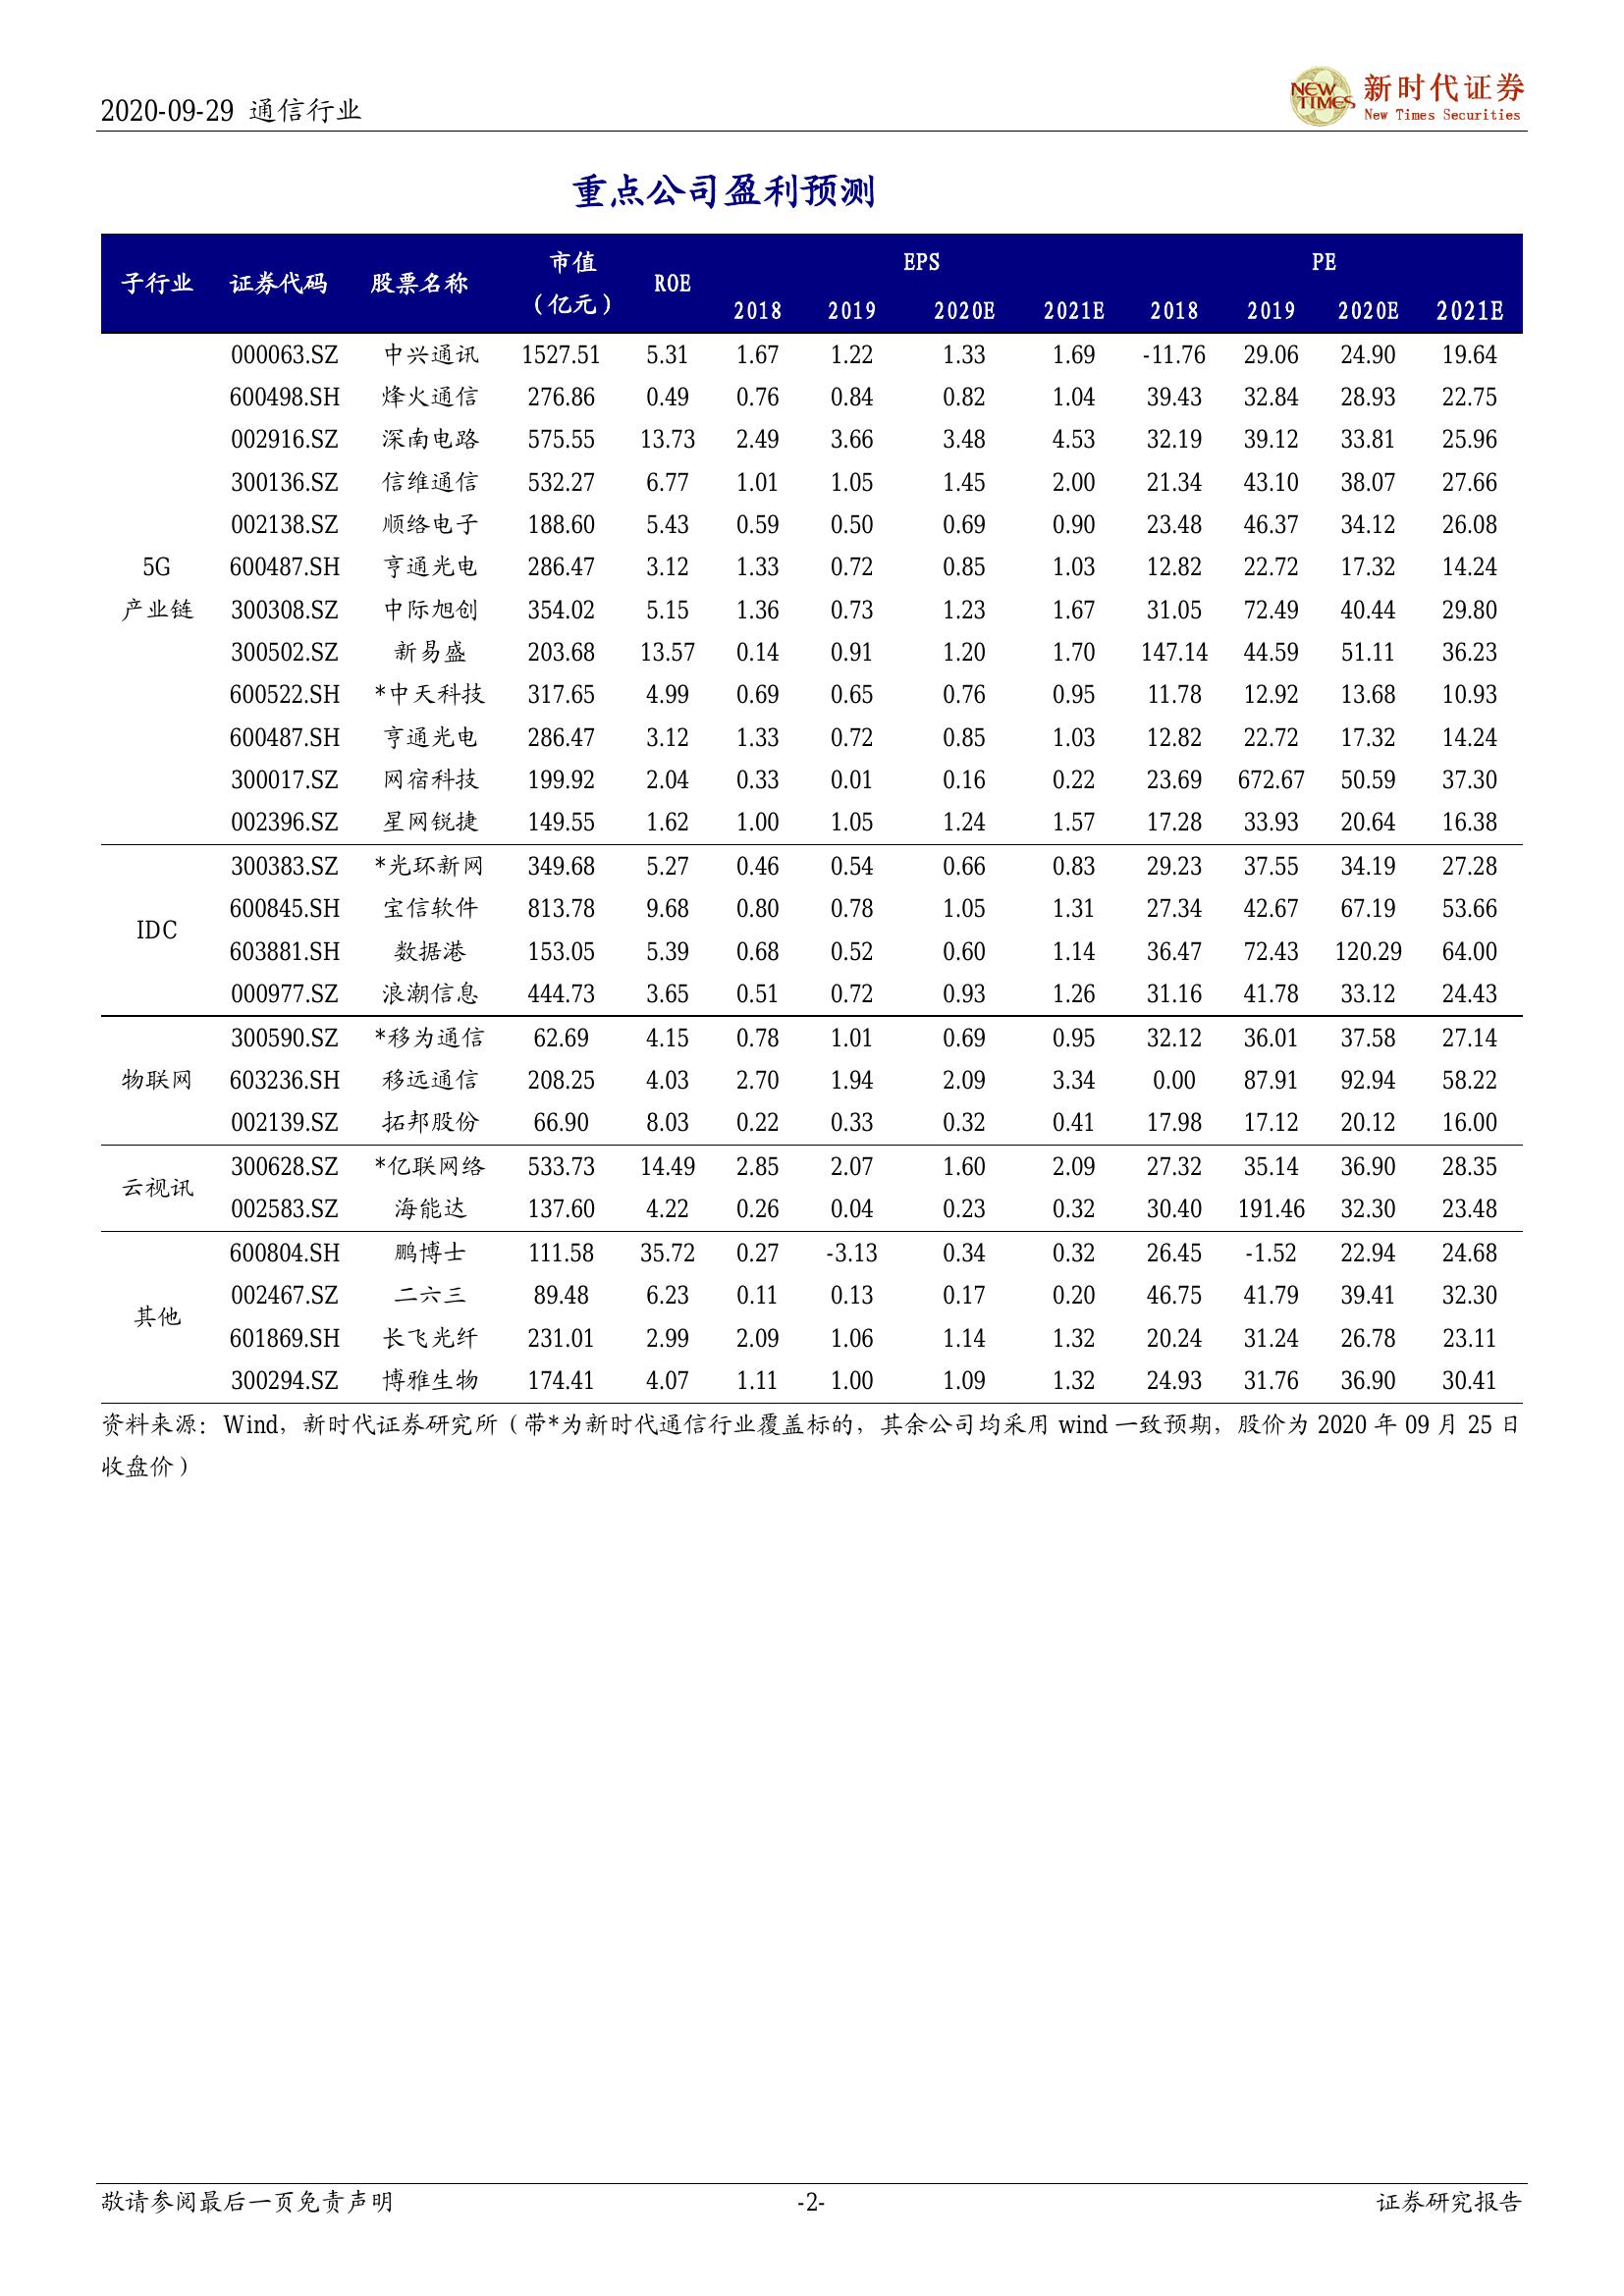 2020-09-29 通信行业
NEW TIMES 新时代证券
New Times Securities
重点公司盈利预测
子行业 证券代码 股票名称 市值（亿元） ROE EPS PE
2018 2019 2020E 2021E 2018 2019 2020E 2021E
000063.SZ 中兴通讯 1527.51 5.31 1.67 1.22 1.33 1.69 -11.76 29.06 24.90 19.64
600498.SH 烽火通信 276.86 0.49 0.76 0.84 0.82 1.04 39.43 32.84 28.93 22.75
002916.SZ 深南电路 575.55 13.73 2.49 3.66 3.48 4.53 32.19 39.12 33.81 25.96
300136.SZ 信维通信 532.27 6.77 1.01 1.05 1.45 2.00 21.34 43.10 38.07 27.66
002138.SZ 顺络电子 188.60 5.43 0.59 0.50 0.69 0.90 23.48 46.37 34.12 26.08
5G 600487.SH 亨通光电 286.47 3.12 1.33 0.72 0.85 1.03 12.82 22.72 17.32 14.24
产业链 300308.SZ 中际旭创 354.02 5.15 1.36 0.73 1.23 1.67 31.05 72.49 40.44 29.80
300502.SZ 新易盛 203.68 13.57 0.14 0.91 1.20 1.70 147.14 44.59 51.11 36.23
600522.SH *中天科技 317.65 4.99 0.69 0.65 0.76 0.95 11.78 12.92 13.68 10.93
600487.SH 亨通光电 286.47 3.12 1.33 0.72 0.85 1.03 12.82 22.72 17.32 14.24
300017.SZ 网宿科技 199.92 2.04 0.33 0.01 0.16 0.22 23.69 672.67 50.59 37.30
002396.SZ 星网锐捷 149.55 1.62 1.00 1.05 1.24 1.57 17.28 33.93 20.64 16.38
300383.SZ *光环新网 349.68 5.27 0.46 0.54 0.66 0.83 29.23 37.55 34.19 27.28
600845.SH 宝信软件 813.78 9.68 0.80 0.78 1.05 1.31 27.34 42.67 67.19 53.66
IDC
603881.SH 数据港 153.05 5.39 0.68 0.52 0.60 1.14 36.47 72.43 120.29 64.00
000977.SZ 浪潮信息 444.73 3.65 0.51 0.72 0.93 1.26 31.16 41.78 33.12 24.43
300590.SZ *移为通信 62.69 4.15 0.78 1.01 0.69 0.95 32.12 36.01 37.58 27.14
物联网 603236.SH 移远通信 208.25 4.03 2.70 1.94 2.09 3.34 0.00 87.91 92.94 58.22
002139.SZ 拓邦股份 66.90 8.03 0.22 0.33 0.32 0.41 17.98 17.12 20.12 16.00
300628.SZ *亿联网络 533.73 14.49 2.85 2.07 1.60 2.09 27.32 35.14 36.90 28.35
云视讯
002583.SZ 海能达 137.60 4.22 0.26 0.04 0.23 0.32 30.40 191.46 32.30 23.48
600804.SH 鹏博士 111.58 35.72 0.27 -3.13 0.34 0.32 26.45 -1.52 22.94 24.68
002467.SZ 二六三 89.48 6.23 0.11 0.13 0.17 0.20 46.75 41.79 39.41 32.30
其他
601869.SH 长飞光纤 231.01 2.99 2.09 1.06 1.14 1.32 20.24 31.24 26.78 23.11
300294.SZ 博雅生物 174.41 4.07 1.11 1.00 1.09 1.32 24.93 31.76 36.90 30.41
资料来源：Wind，新时代证券研究所（带*为新时代通信行业覆盖标的，其余公司均采用 wind 一致预期，股价为 2020 年 09 月 25 日
收盘价）
敬请参阅最后一页免责声明 -2- 证券研究报告